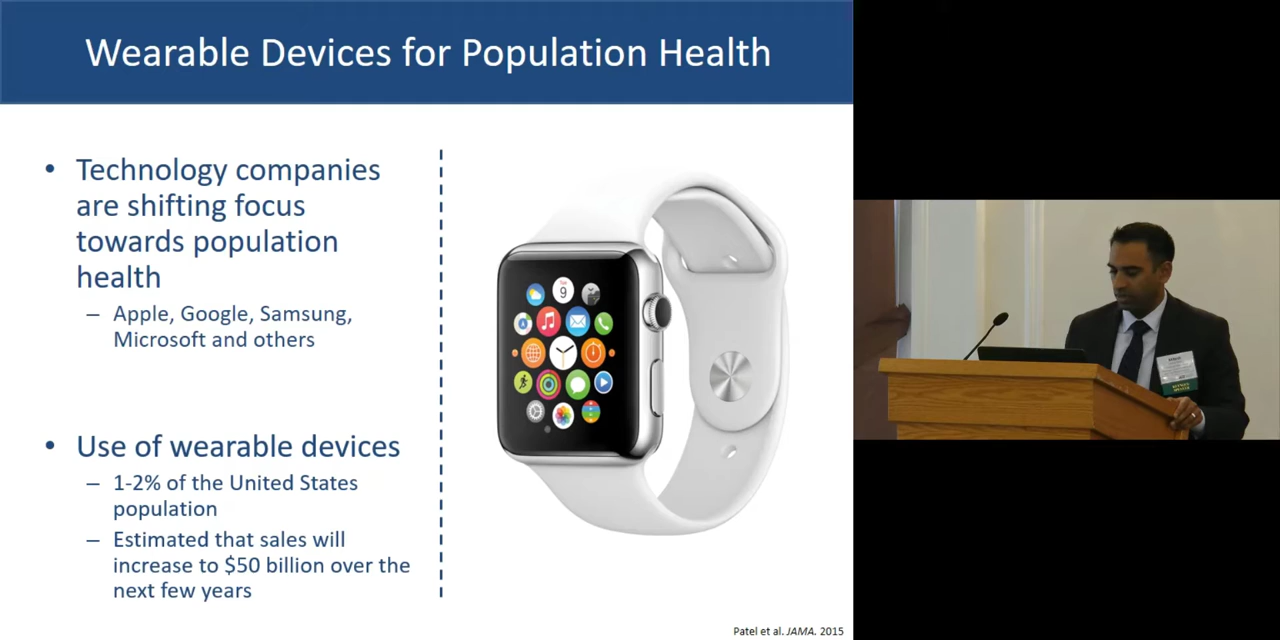 Wearable Devices for Population Health
• Technology companies
are shifting focus
towards population
health
– Apple, Google, Samsung,
Microsoft and others
• Use of wearable devices
– 1-2% of the United States
population
– Estimated that sales will
increase to $50 billion over the
next few years
9
Patel et al. JAMA. 2015